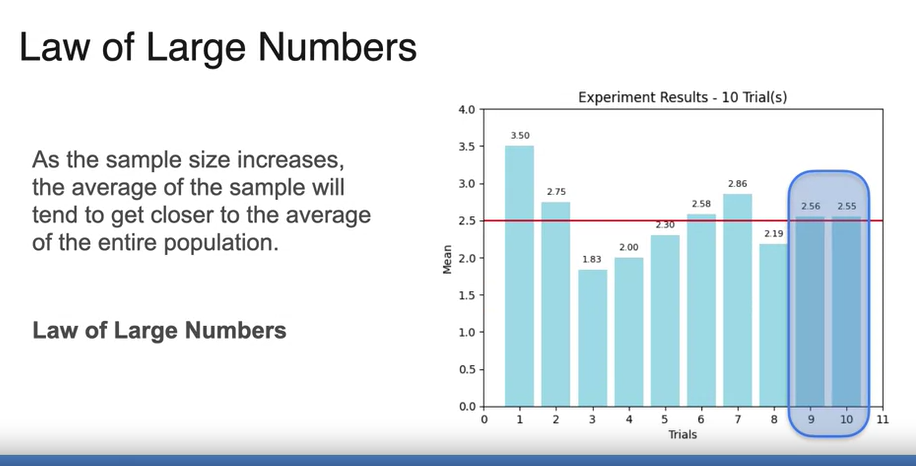 Law of Large Numbers
As the sample size increases,
the average of the sample will
tend to get closer to the average
of the entire population.
Law of Large Numbers
Experiment Results - 10 Trial(s)
4.0
3.5
3.0
2.5
2.0
1.5
1.0
0.5
0.0
Mean
3.50
2.75
1.83
2.00
2.30
2.58
2.86
2.19
2.56
2.55
0 1 2 3 4 5 6 7 8 9 10 11
Trials